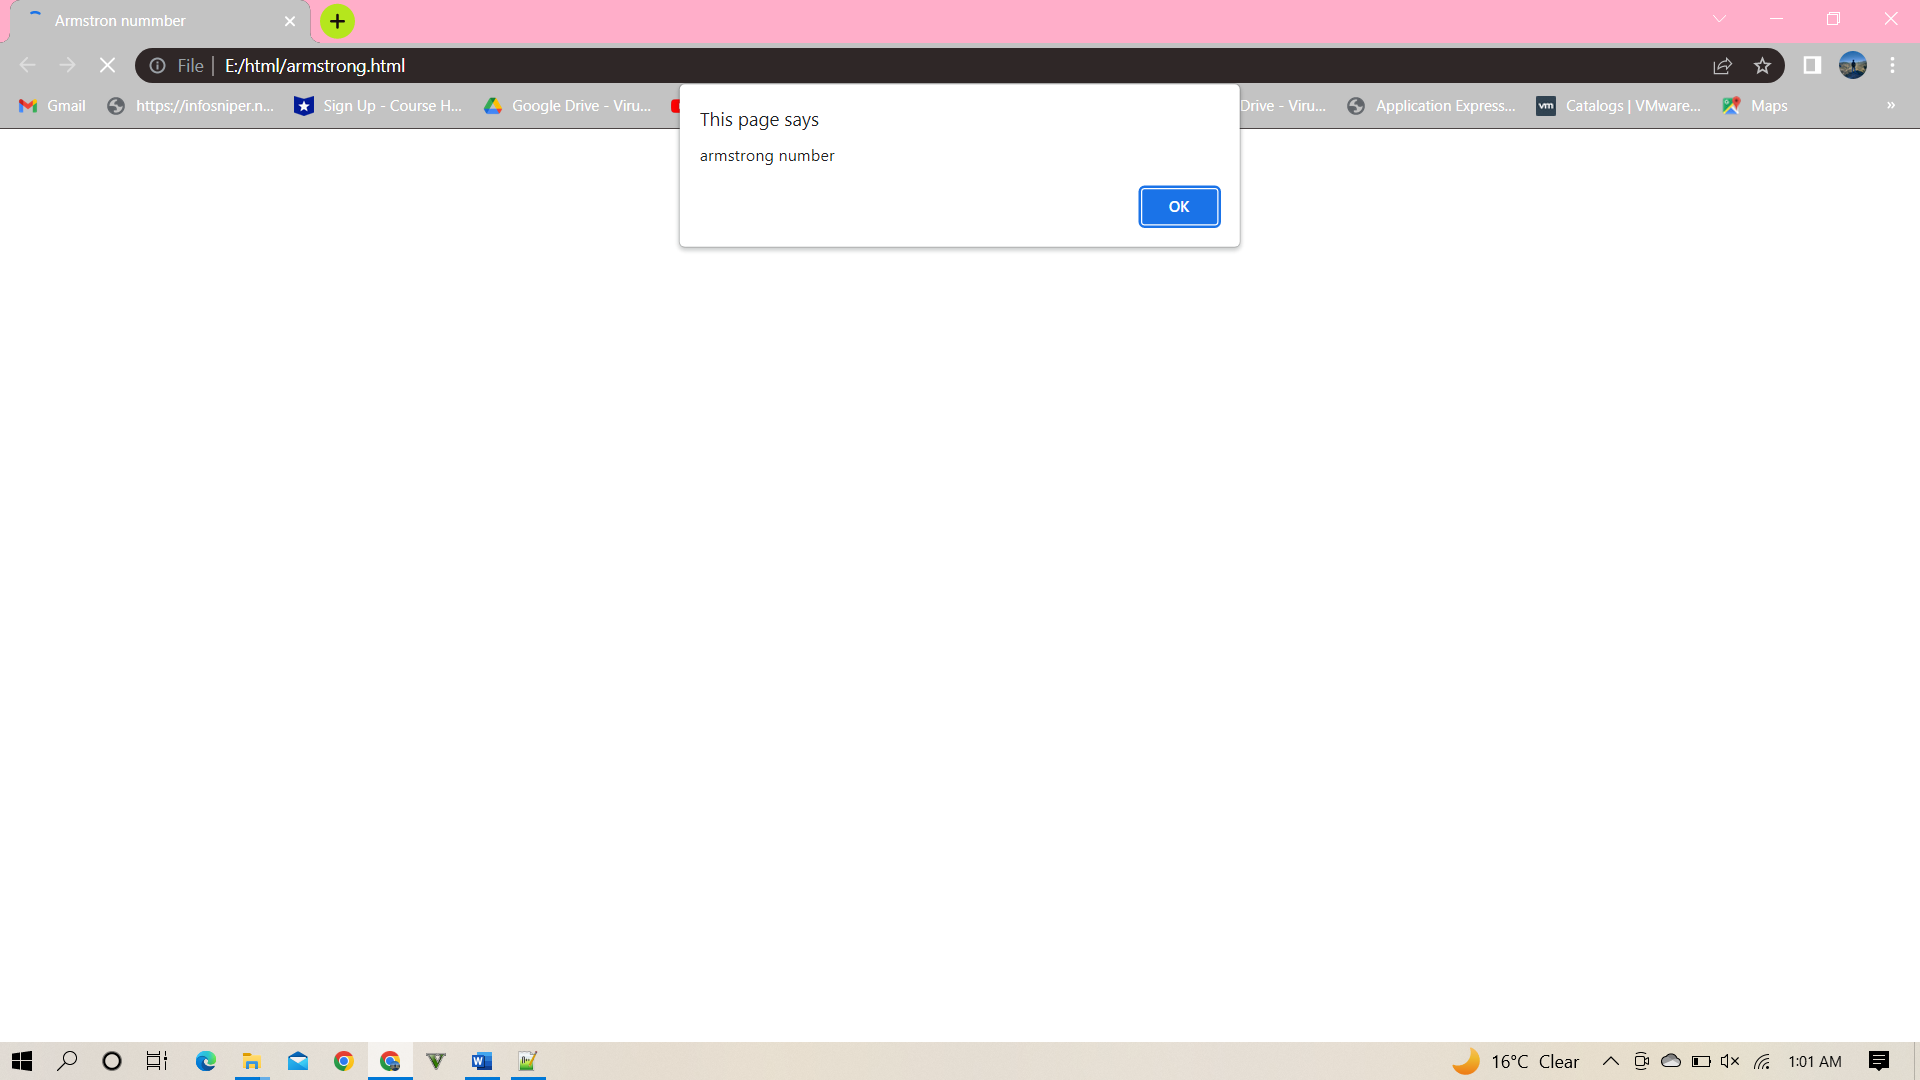 Armstron nummber
File
E:/html/armstrong.html
Gmail
https://infosniper.n...
Sign Up - Course H...
Google Drive - Viru...
Drive - Viru...
Application Express...
vm
Catalogs | VMware...
Maps
»
This page says
armstrong number
OK
16°C Clear
1:01 AM